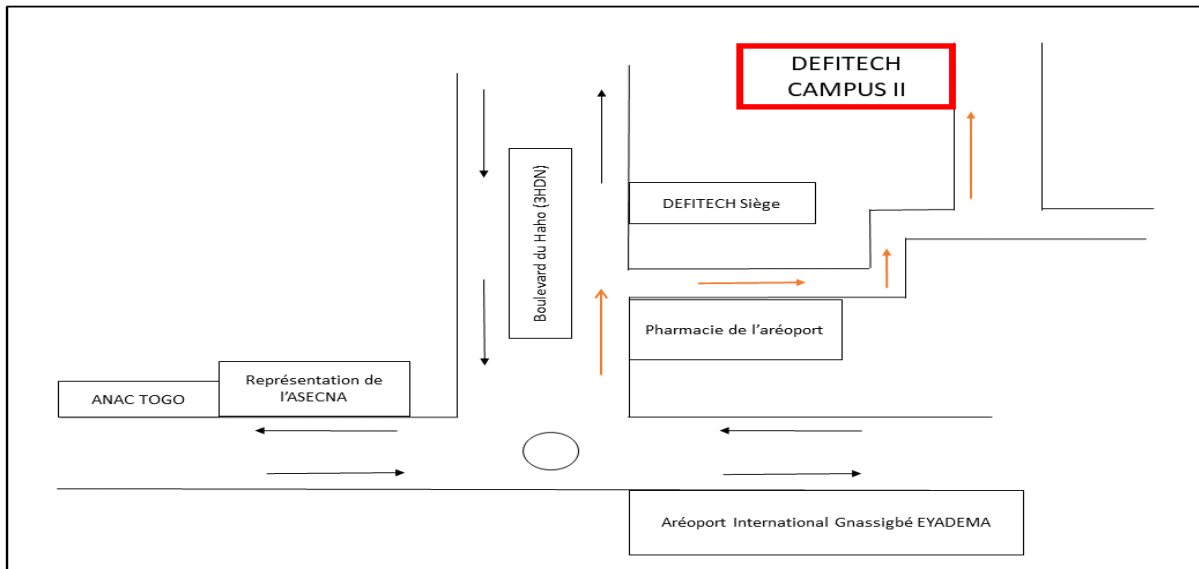 DEFITECH
CAMPUS II
Boulevard du Haho (3HDN)
DEFITECH Siège
Pharmacie de l'aréoport
Représentation de
l'ASECNA
ANAC TOGO
Aréoport International Gnassigbé EYADEMA